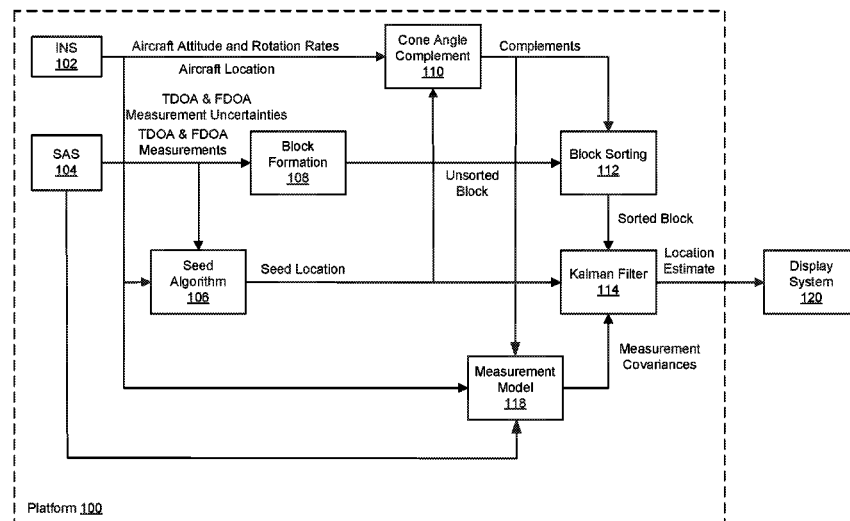 INS
102
Aircraft Attitude and Rotation Rates
Aircraft Location
Cone Angle
Complement
110
Complements
TDOA & FDOA
Measurement Uncertainties
TDOA & FDOA
Measurements
SAS
104
Block
Formation
108
Unsorted
Block
Block Sorting
112
Sorted Block
Seed
Algorithm
106
Seed Location
Kalman Filter
114
Location
Estimate
Display
System
120
Measurement
Model
118
Measurement
Covariances
Platform 100